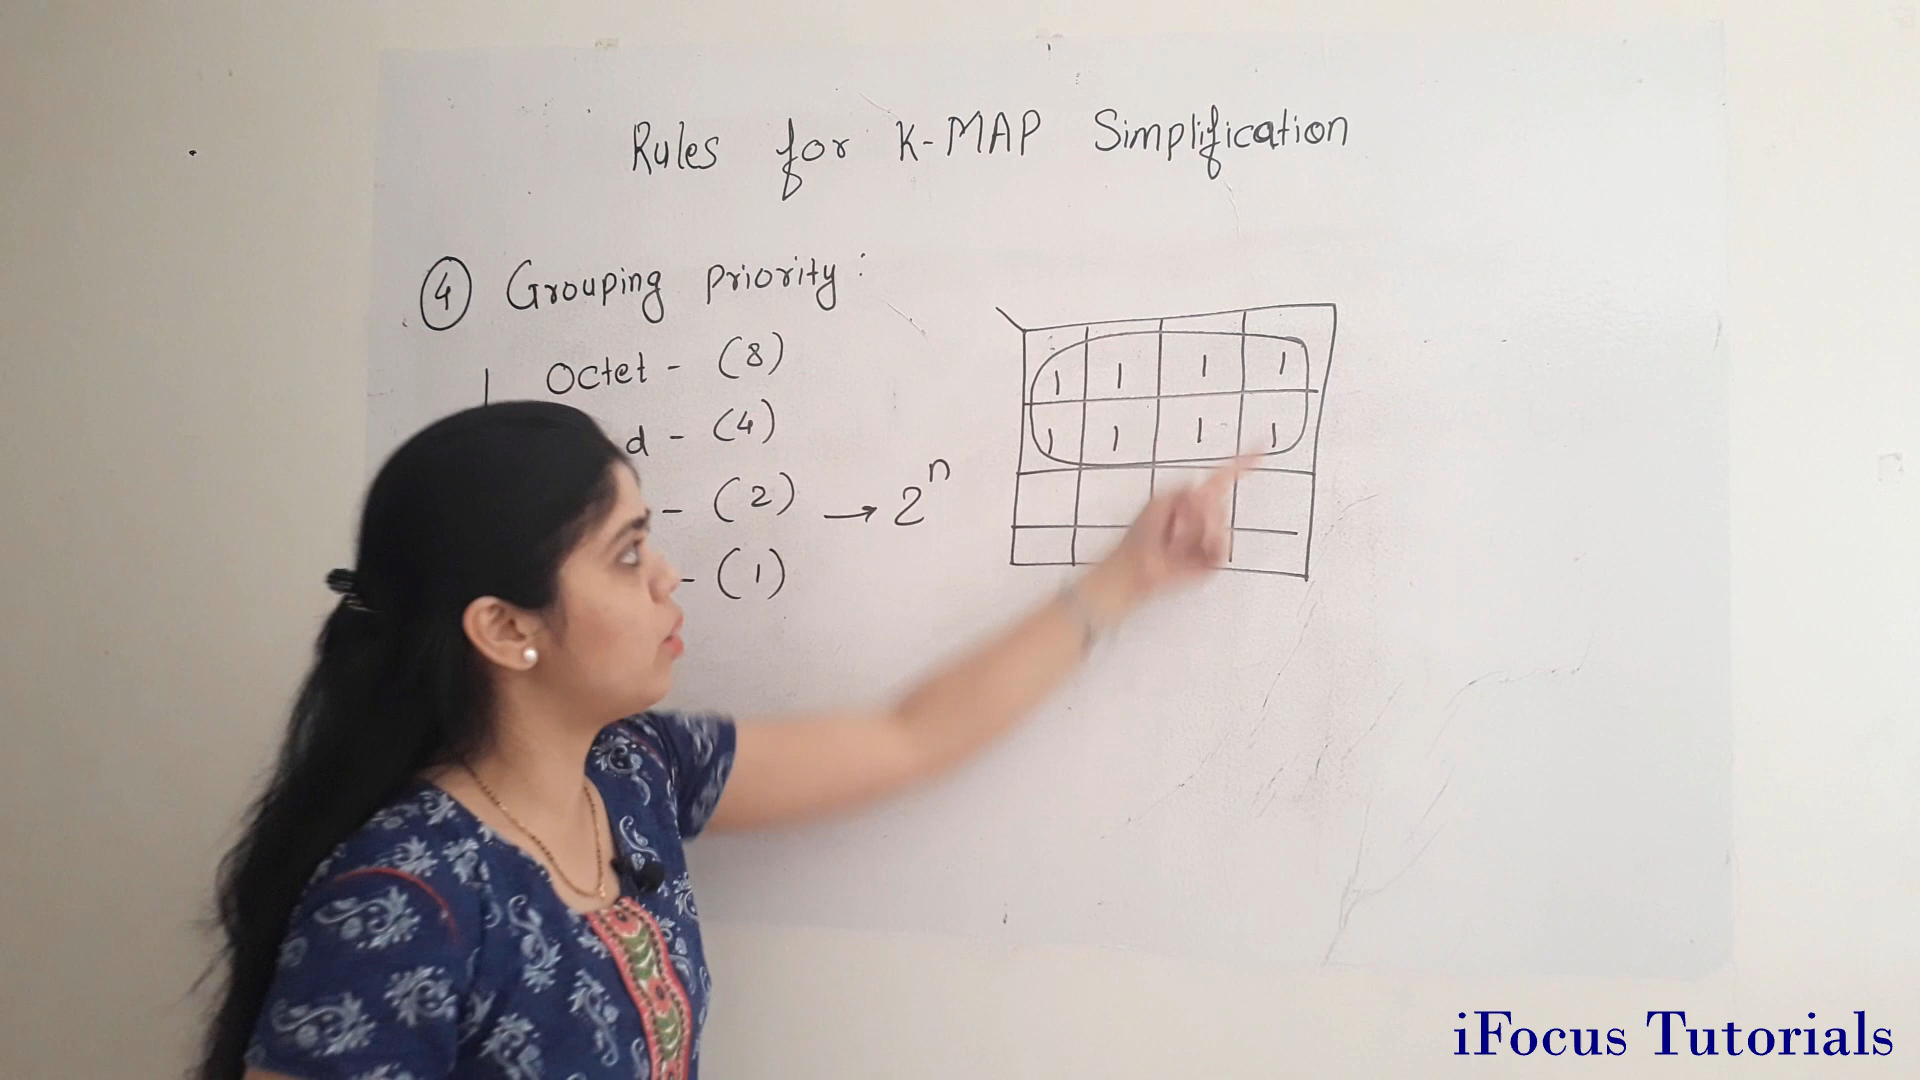 Rules for K-MAP Simplification
4 Grouping Priority :
Octet - (8)
d - (4)
- (2) → 2^n
- (1)
1 1 1 1
1 1 1 1
iFocus Tutorials